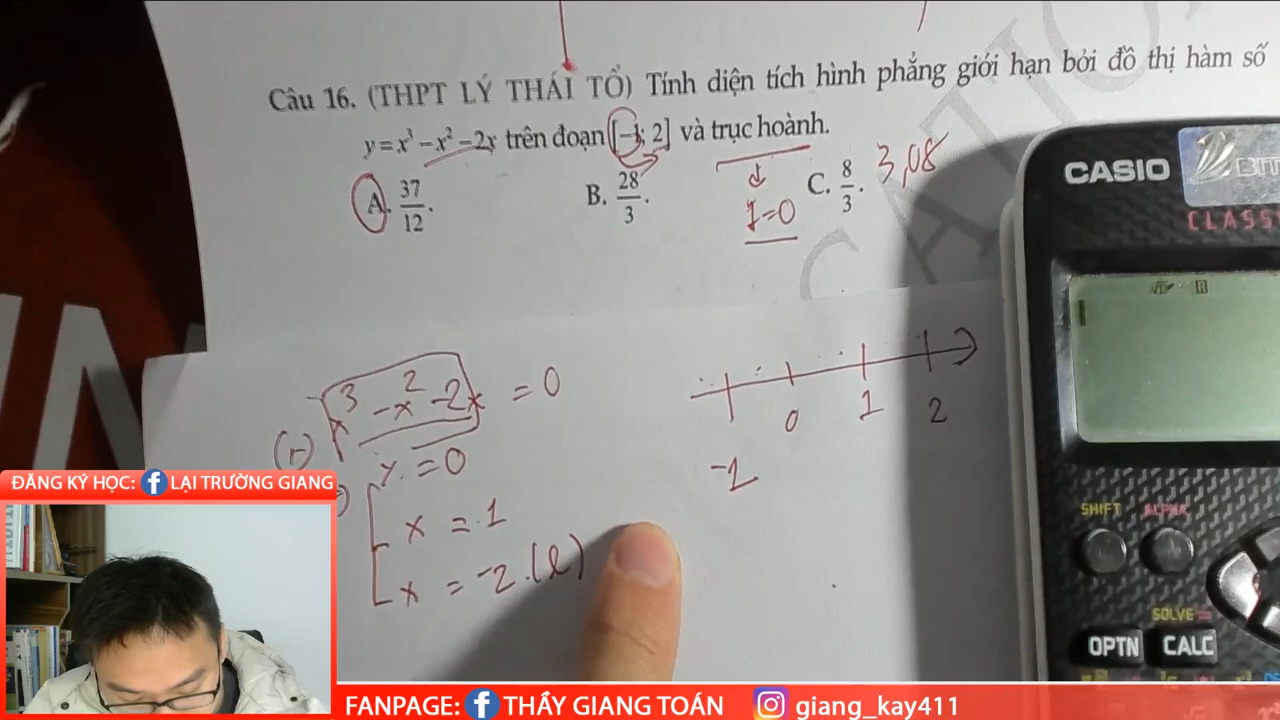 Câu 16. (THPT LÝ THÁI TỔ) Tính diện tích hình phẳng giới hạn bởi đồ thị hàm số
y = x³ − x² − 2x trên đoạn [−1; 2] và trục hoành.
A. 37/12. B. 28/3. C. 8/3. 3,08
y=0
x³ -x² -2x = 0
x = 0
x = 1
x = -2 (l)
-1 0 1 2
CASIO
CLASS
SHIFT ALPHA
SOLVE =
OPTN CALC
ĐĂNG KÝ HỌC: f LẠI TRƯỜNG GIANG
FANPAGE: f THẦY GIANG TOÁN giang_kay411